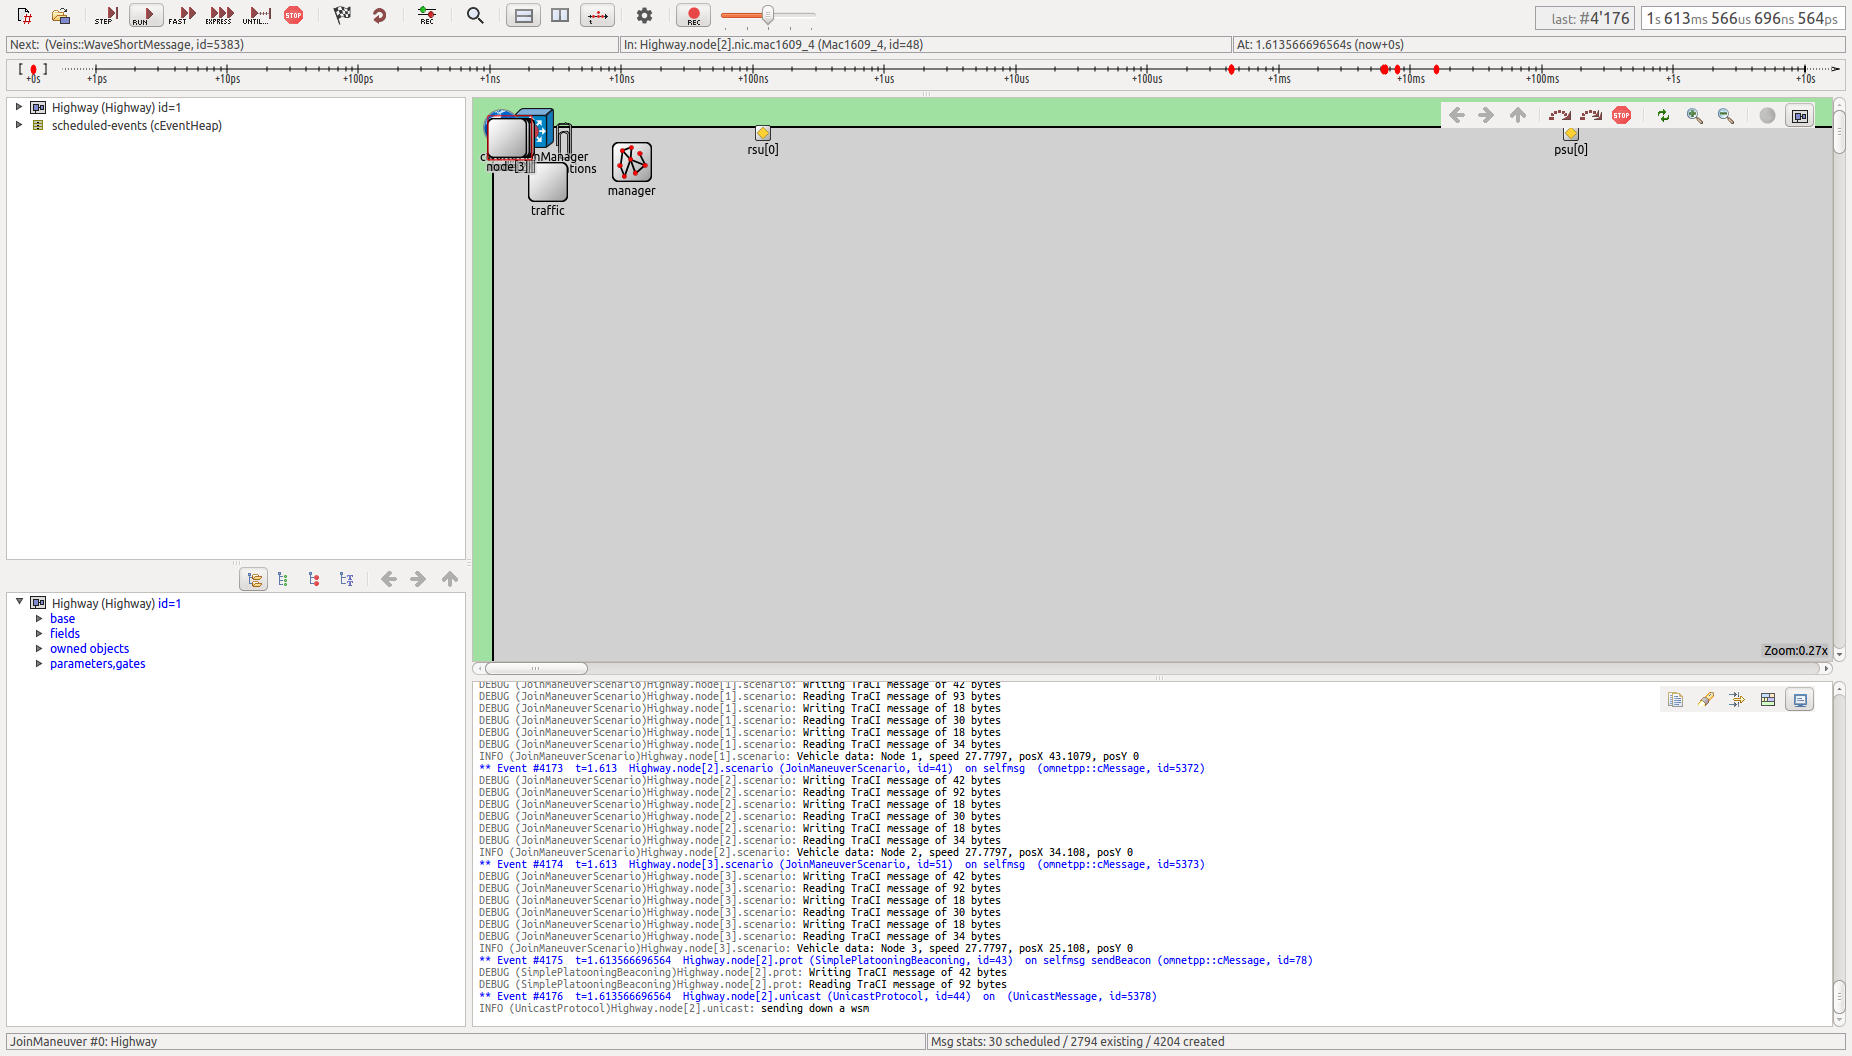 STEP RUN FAST EXPRESS UNTIL... STOP REC REC last: #4'176 1s 613ms 566us 696ns 564ps
Next: (Veins::WaveShortMessage, id=5383) In: Highway.node[2].nic.mac1609_4 (Mac1609_4, id=48) At: 1.613566696564s (now+0s)
+0s +1ps +10ps +100ps +1ns +10ns +100ns +1us +10us +100us +1ms +10ms +100ms +1s +10s
Highway (Highway) id=1
scheduled-events (cEventHeap)
STOP
rsu[0] psu[0]
node[3]
manager
traffic
Zoom:0.27x
Highway (Highway) id=1
base
fields
owned objects
parameters,gates
DEBUG (JoinManeuverScenario)Highway.node[1].scenario: Writing TraCI message of 42 bytes
DEBUG (JoinManeuverScenario)Highway.node[1].scenario: Reading TraCI message of 93 bytes
DEBUG (JoinManeuverScenario)Highway.node[1].scenario: Writing TraCI message of 18 bytes
DEBUG (JoinManeuverScenario)Highway.node[1].scenario: Reading TraCI message of 30 bytes
DEBUG (JoinManeuverScenario)Highway.node[1].scenario: Writing TraCI message of 18 bytes
DEBUG (JoinManeuverScenario)Highway.node[1].scenario: Reading TraCI message of 34 bytes
INFO (JoinManeuverScenario)Highway.node[1].scenario: Vehicle data: Node 1, speed 27.7797, posX 43.1079, posY 0
** Event #4173 t=1.613 Highway.node[2].scenario (JoinManeuverScenario, id=41) on selfmsg (omnetpp::cMessage, id=5372)
DEBUG (JoinManeuverScenario)Highway.node[2].scenario: Writing TraCI message of 42 bytes
DEBUG (JoinManeuverScenario)Highway.node[2].scenario: Reading TraCI message of 92 bytes
DEBUG (JoinManeuverScenario)Highway.node[2].scenario: Writing TraCI message of 18 bytes
DEBUG (JoinManeuverScenario)Highway.node[2].scenario: Reading TraCI message of 30 bytes
DEBUG (JoinManeuverScenario)Highway.node[2].scenario: Writing TraCI message of 18 bytes
DEBUG (JoinManeuverScenario)Highway.node[2].scenario: Reading TraCI message of 34 bytes
INFO (JoinManeuverScenario)Highway.node[2].scenario: Vehicle data: Node 2, speed 27.7797, posX 34.108, posY 0
** Event #4174 t=1.613 Highway.node[3].scenario (JoinManeuverScenario, id=51) on selfmsg (omnetpp::cMessage, id=5373)
DEBUG (JoinManeuverScenario)Highway.node[3].scenario: Writing TraCI message of 42 bytes
DEBUG (JoinManeuverScenario)Highway.node[3].scenario: Reading TraCI message of 92 bytes
DEBUG (JoinManeuverScenario)Highway.node[3].scenario: Writing TraCI message of 18 bytes
DEBUG (JoinManeuverScenario)Highway.node[3].scenario: Reading TraCI message of 30 bytes
DEBUG (JoinManeuverScenario)Highway.node[3].scenario: Writing TraCI message of 18 bytes
DEBUG (JoinManeuverScenario)Highway.node[3].scenario: Reading TraCI message of 34 bytes
INFO (JoinManeuverScenario)Highway.node[3].scenario: Vehicle data: Node 3, speed 27.7797, posX 25.108, posY 0
** Event #4175 t=1.613566696564 Highway.node[2].prot (SimplePlatooningBeaconing, id=43) on selfmsg sendBeacon (omnetpp::cMessage, id=78)
DEBUG (SimplePlatooningBeaconing)Highway.node[2].prot: Writing TraCI message of 42 bytes
DEBUG (SimplePlatooningBeaconing)Highway.node[2].prot: Reading TraCI message of 92 bytes
** Event #4176 t=1.613566696564 Highway.node[2].unicast (UnicastProtocol, id=44) on (UnicastMessage, id=5378)
INFO (UnicastProtocol)Highway.node[2].unicast: sending down a wsm
JoinManeuver #0: Highway Msg stats: 30 scheduled / 2794 existing / 4204 created